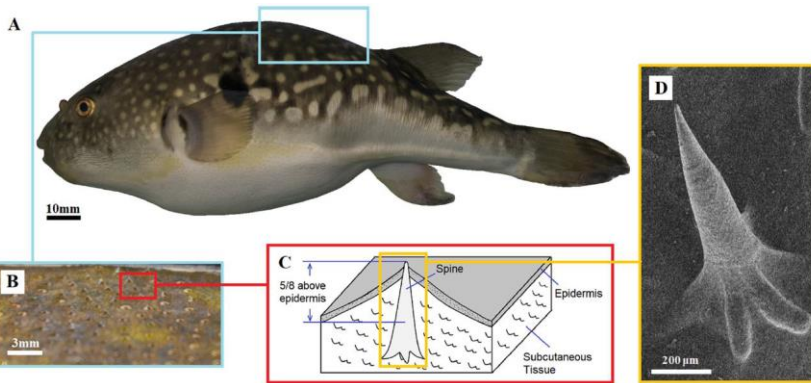 A
10mm
B
3mm
C
5/8 above
epidermis
Spine
Epidermis
Subcutaneous
Tissue
D
200 μm